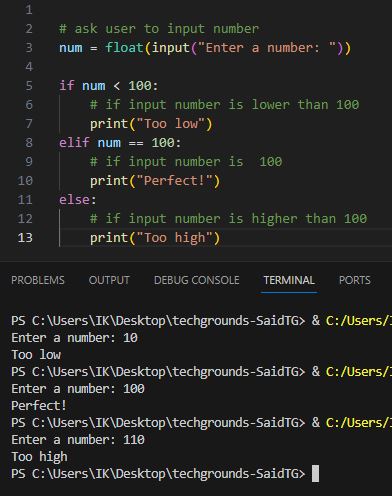 1
2 # ask user to input number
3 num = float(input("Enter a number: "))
4
5 if num < 100:
6     # if input number is lower than 100
7     print("Too low")
8 elif num == 100:
9     # if input number is  100
10     print("Perfect!")
11 else:
12     # if input number is higher than 100
13     print("Too high")
PROBLEMS OUTPUT DEBUG CONSOLE TERMINAL PORTS
PS C:\Users\IK\Desktop\techgrounds-SaidTG> & C:/Users/
Enter a number: 10
Too low
PS C:\Users\IK\Desktop\techgrounds-SaidTG> & C:/Users/
Enter a number: 100
Perfect!
PS C:\Users\IK\Desktop\techgrounds-SaidTG> & C:/Users/
Enter a number: 110
Too high
PS C:\Users\IK\Desktop\techgrounds-SaidTG>